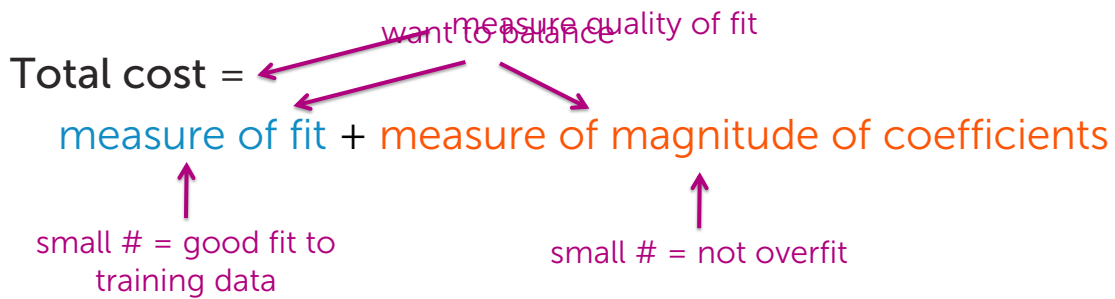 measure quality of fit
want to balance
Total cost =
measure of fit + measure of magnitude of coefficients
small # = good fit to
training data
small # = not overfit